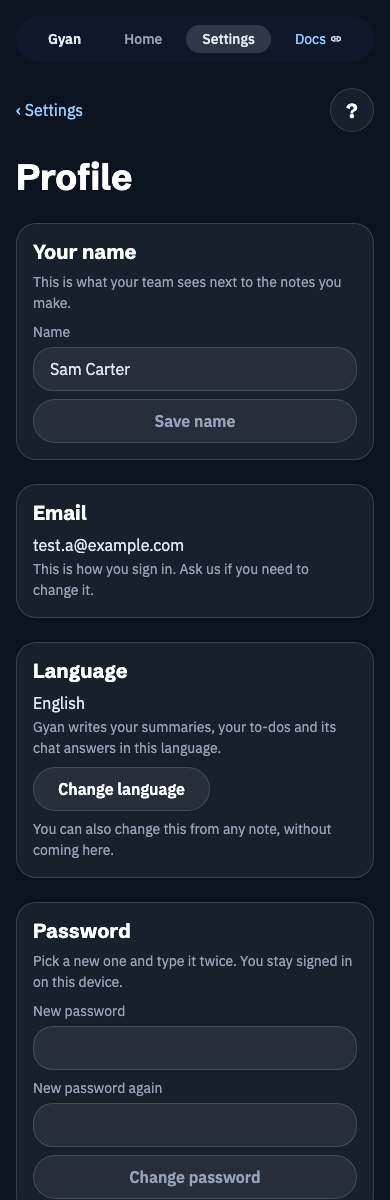 Gyan Home Settings Docs
‹ Settings
?
Profile
Your name
This is what your team sees next to the notes you
make.
Name
Sam Carter
Save name
Email
test.a@example.com
This is how you sign in. Ask us if you need to
change it.
Language
English
Gyan writes your summaries, your to-dos and its
chat answers in this language.
Change language
You can also change this from any note, without
coming here.
Password
Pick a new one and type it twice. You stay signed in
on this device.
New password
New password again
Change password